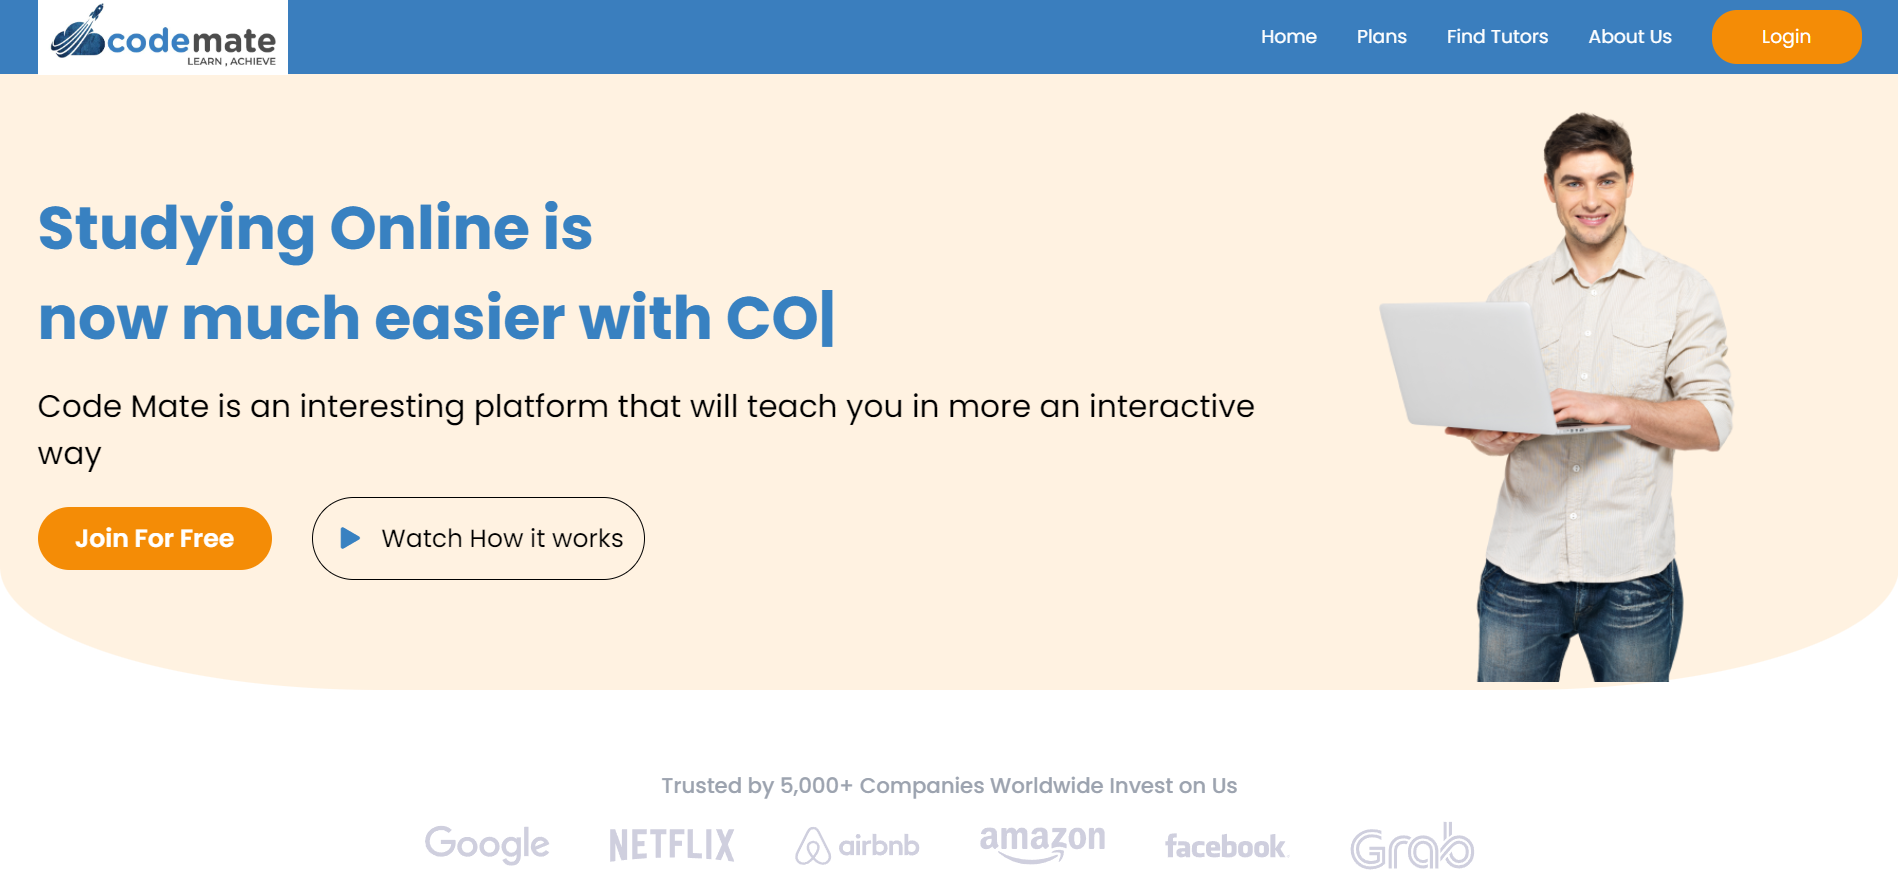 codemate
LEARN , ACHIEVE
Home Plans Find Tutors About Us Login
Studying Online is
now much easier with CO|
Code Mate is an interesting platform that will teach you in more an interactive
way
Join For Free Watch How it works
Trusted by 5,000+ Companies Worldwide Invest on Us
Google NETFLIX airbnb amazon facebook Grab